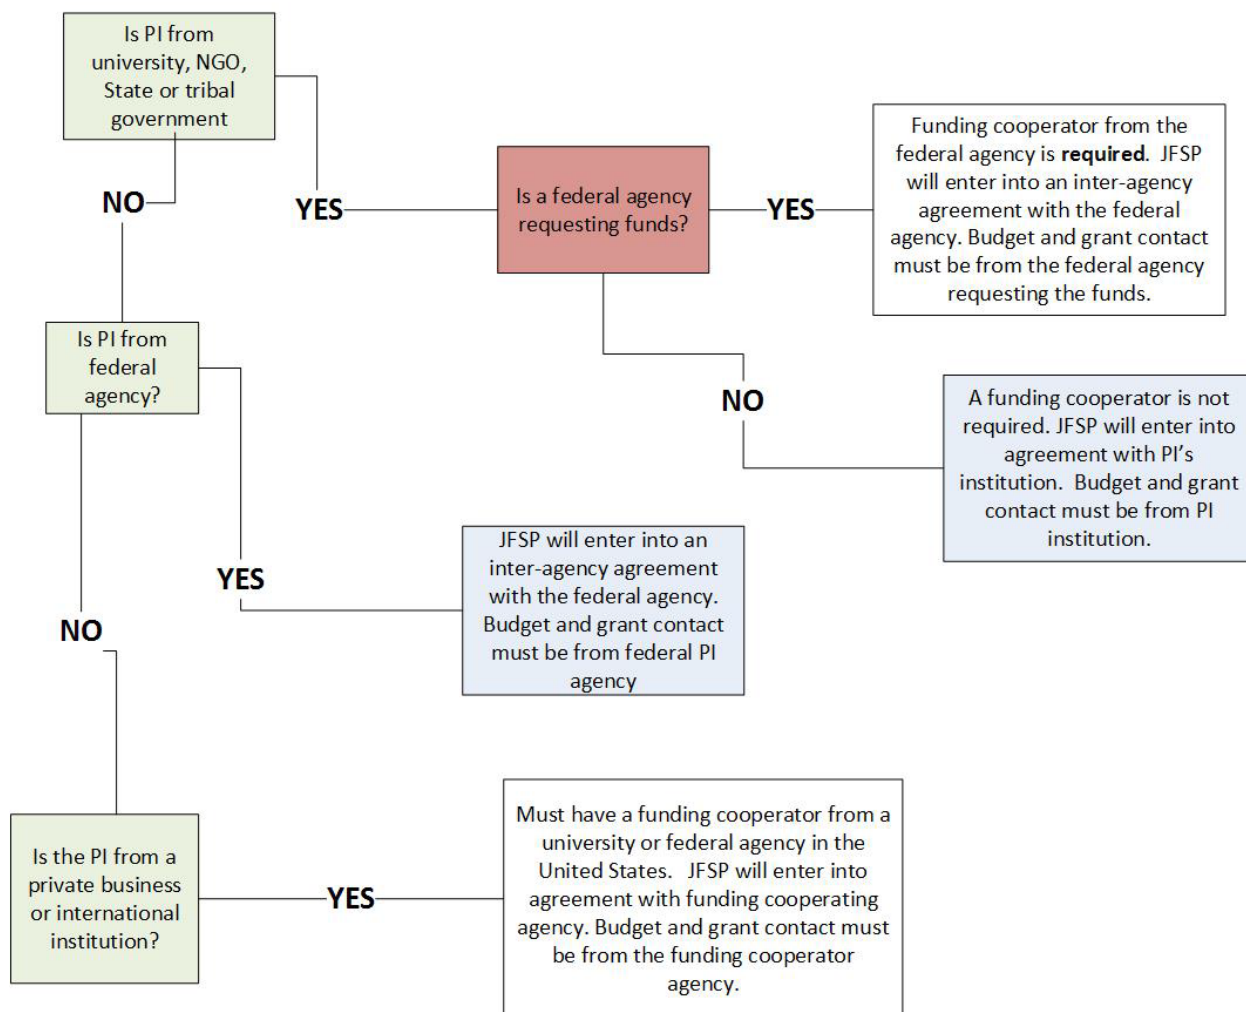 Is PI from
university, NGO,
State or tribal
government
NO
YES
Is a federal agency
requesting funds?
YES
Funding cooperator from the
federal agency is required.  JFSP
will enter into an inter-agency
agreement with the federal
agency. Budget and grant contact
must be from the federal agency
requesting the funds.
NO
A funding cooperator is not
required. JFSP will enter into
agreement with PI’s
institution.  Budget and grant
contact must be from PI
institution.
Is PI from
federal
agency?
YES
JFSP will enter into an
inter-agency agreement
with the federal agency.
Budget and grant contact
must be from federal PI
agency
NO
Is the PI from a
private business
or international
institution?
YES
Must have a funding cooperator from a
university or federal agency in the
United States.   JFSP will enter into
agreement with funding cooperating
agency. Budget and grant contact must
be from the funding cooperator
agency.